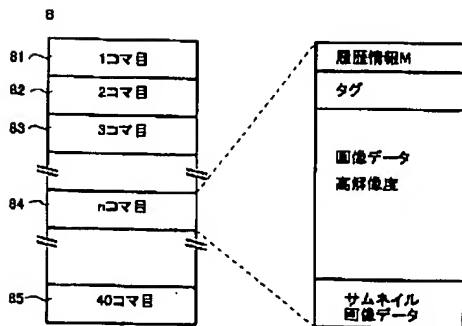 8
81
1コマ目
82
2コマ目
83
3コマ目
84
nコマ目
85
40コマ目
履歴情報M
タグ
画像データ
高解像度
サムネイル
画像データ